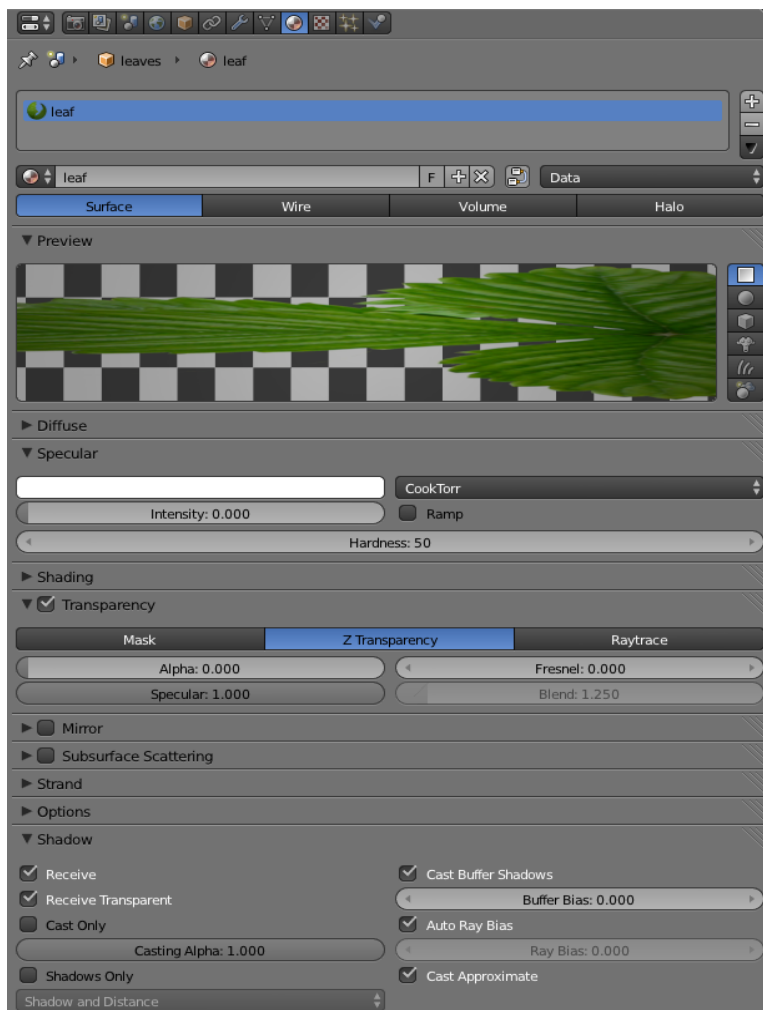 leaves leaf
leaf
leaf F Data
Surface Wire Volume Halo
Preview
Diffuse
Specular
CookTorr
Intensity: 0.000 Ramp
Hardness: 50
Shading
Transparency
Mask Z Transparency Raytrace
Alpha: 0.000 Fresnel: 0.000
Specular: 1.000 Blend: 1.250
Mirror
Subsurface Scattering
Strand
Options
Shadow
Receive Cast Buffer Shadows
Receive Transparent Buffer Bias: 0.000
Cast Only Auto Ray Bias
Casting Alpha: 1.000 Ray Bias: 0.000
Shadows Only Cast Approximate
Shadow and Distance